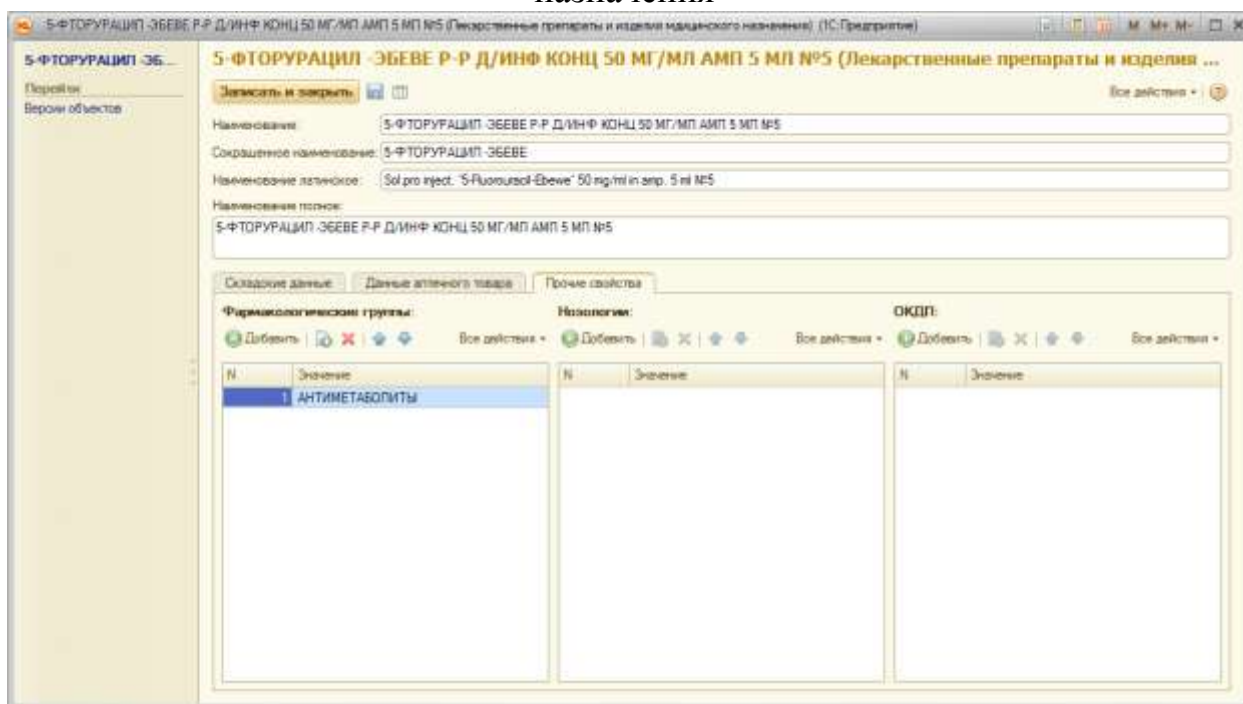 назначения
5-ФТОРУРАЦИЛ -ЭБЕВЕ Р-Р Д/ИНФ КОНЦ 50 МГ/МЛ АМП 5 МЛ №5 (Лекарственные препараты и изделия медицинского назначения) (1С:Предприятие)
M M+ M-
5-ФТОРУРАЦИЛ -ЭБ...
Перейти
Версии объектов
5-ФТОРУРАЦИЛ -ЭБЕВЕ Р-Р Д/ИНФ КОНЦ 50 МГ/МЛ АМП 5 МЛ №5 (Лекарственные препараты и изделия ...
Записать и закрыть
Все действия
Наименование: 5-ФТОРУРАЦИЛ -ЭБЕВЕ Р-Р Д/ИНФ КОНЦ 50 МГ/МЛ АМП 5 МЛ №5
Сокращенное наименование: 5-ФТОРУРАЦИЛ -ЭБЕВЕ
Наименование латинское: Sol.pro inject. "5-Fluorouracil-Ebewe" 50 mg/ml in amp. 5 ml №5
Наименование полное:
5-ФТОРУРАЦИЛ -ЭБЕВЕ Р-Р Д/ИНФ КОНЦ 50 МГ/МЛ АМП 5 МЛ №5
Складские данные Данные аптечного товара Прочие свойства
Фармакологические группы: Нозологии: ОКДП:
Добавить Все действия Добавить Все действия Добавить Все действия
N Значение N Значение N Значение
1 АНТИМЕТАБОЛИТЫ